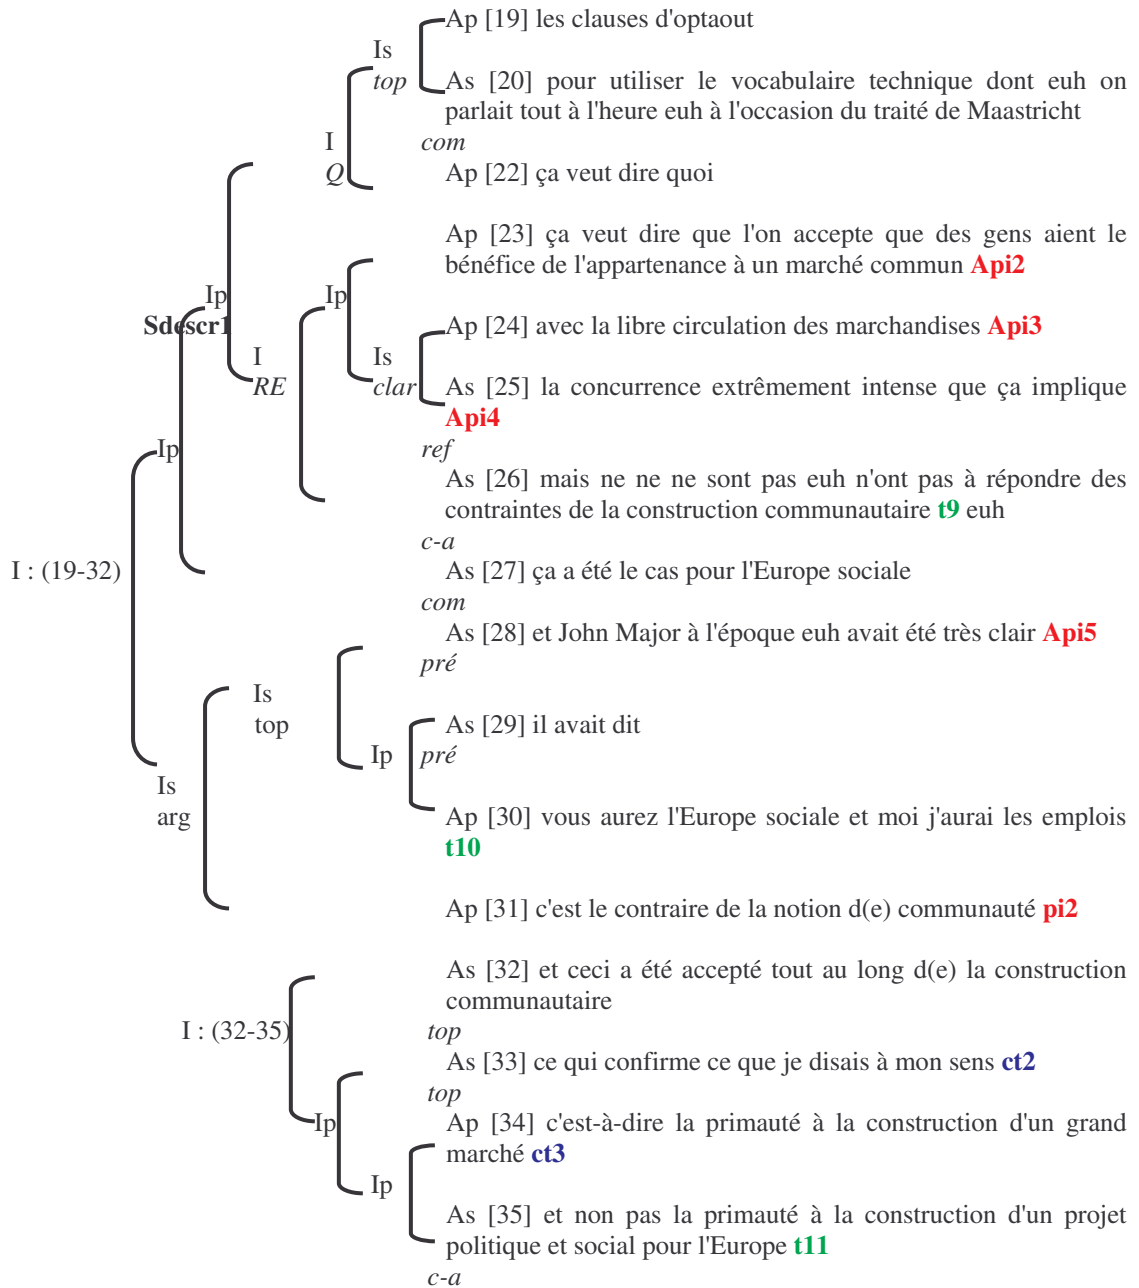 Ap [19] les clauses d'optaout
Is
top
As [20] pour utiliser le vocabulaire technique dont euh on
parlait tout à l'heure euh à l'occasion du traité de Maastricht
I
com
Q
Ap [22] ça veut dire quoi
Ap [23] ça veut dire que l'on accepte que des gens aient le
bénéfice de l'appartenance à un marché commun Api2
Ip
Ip
Sdescr1
Ap [24] avec la libre circulation des marchandises Api3
I
Is
RE
clar
As [25] la concurrence extrêmement intense que ça implique
Api4
Ip
ref
As [26] mais ne ne ne sont pas euh n'ont pas à répondre des
contraintes de la construction communautaire t9 euh
c-a
I : (19-32)
As [27] ça a été le cas pour l'Europe sociale
com
As [28] et John Major à l'époque euh avait été très clair Api5
pré
Is
top
As [29] il avait dit
Ip
pré
Is
arg
Ap [30] vous aurez l'Europe sociale et moi j'aurai les emplois
t10
Ap [31] c'est le contraire de la notion d(e) communauté pi2
As [32] et ceci a été accepté tout au long d(e) la construction
communautaire
I : (32-35)
top
As [33] ce qui confirme ce que je disais à mon sens ct2
top
Ip
Ap [34] c'est-à-dire la primauté à la construction d'un grand
marché ct3
Ip
As [35] et non pas la primauté à la construction d'un projet
politique et social pour l'Europe t11
c-a